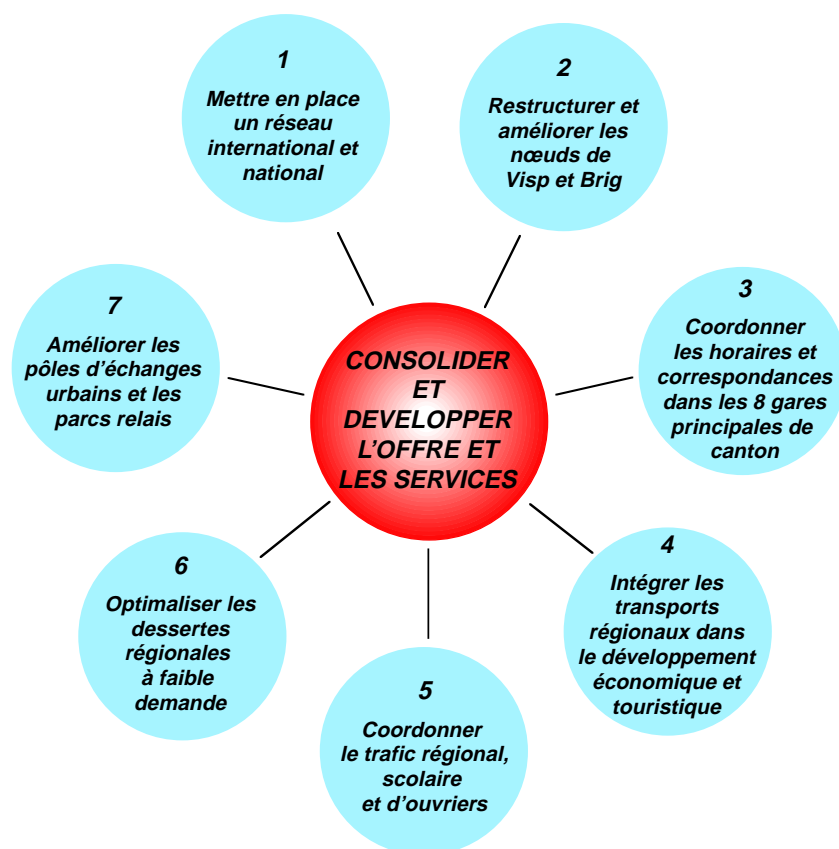 1
Mettre en place
un réseau
international et
national
2
Restructurer et
améliorer les
nœuds de
Visp et Brig
3
Coordonner
les horaires et
correspondances
dans les 8 gares
principales de
canton
4
Intégrer les
transports
régionaux dans
le développement
économique et
touristique
5
Coordonner
le trafic régional,
scolaire
et d'ouvriers
6
Optimaliser les
dessertes
régionales
à faible
demande
7
Améliorer les
pôles d'échanges
urbains et les
parcs relais
CONSOLIDER
ET
DEVELOPPER
L'OFFRE ET
LES SERVICES